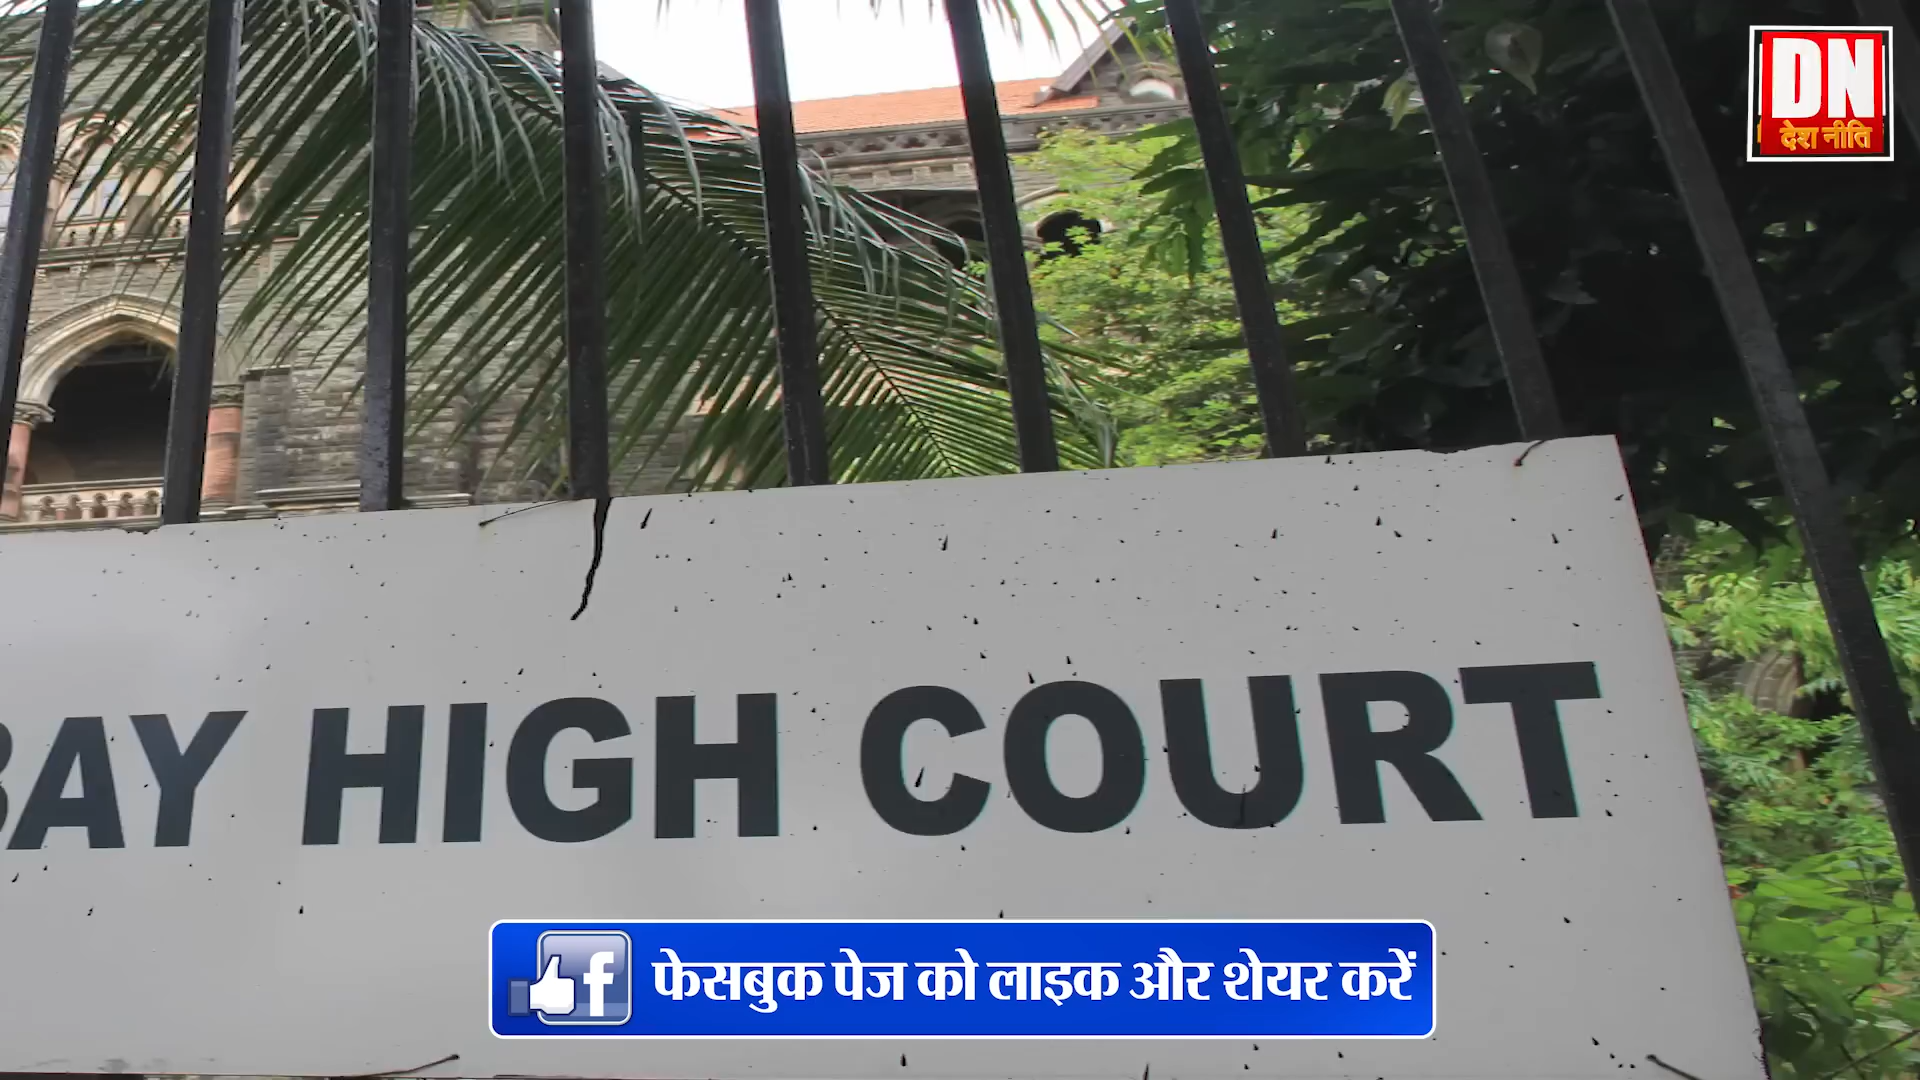 DN
देश नीति
BAY HIGH COURT
फेसबुक पेज को लाइक और शेयर करें